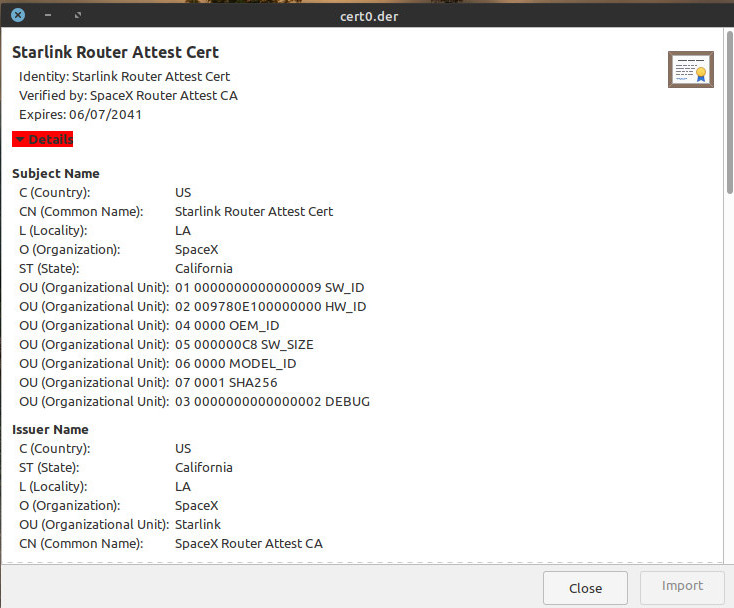 cert0.der
Starlink Router Attest Cert
Identity: Starlink Router Attest Cert
Verified by: SpaceX Router Attest CA
Expires: 06/07/2041
Details
Subject Name
C (Country): US
CN (Common Name): Starlink Router Attest Cert
L (Locality): LA
O (Organization): SpaceX
ST (State): California
OU (Organizational Unit): 01 0000000000000009 SW_ID
OU (Organizational Unit): 02 009780E100000000 HW_ID
OU (Organizational Unit): 04 0000 OEM_ID
OU (Organizational Unit): 05 000000C8 SW_SIZE
OU (Organizational Unit): 06 0000 MODEL_ID
OU (Organizational Unit): 07 0001 SHA256
OU (Organizational Unit): 03 0000000000000002 DEBUG
Issuer Name
C (Country): US
ST (State): California
L (Locality): LA
O (Organization): SpaceX
OU (Organizational Unit): Starlink
CN (Common Name): SpaceX Router Attest CA
Close Import